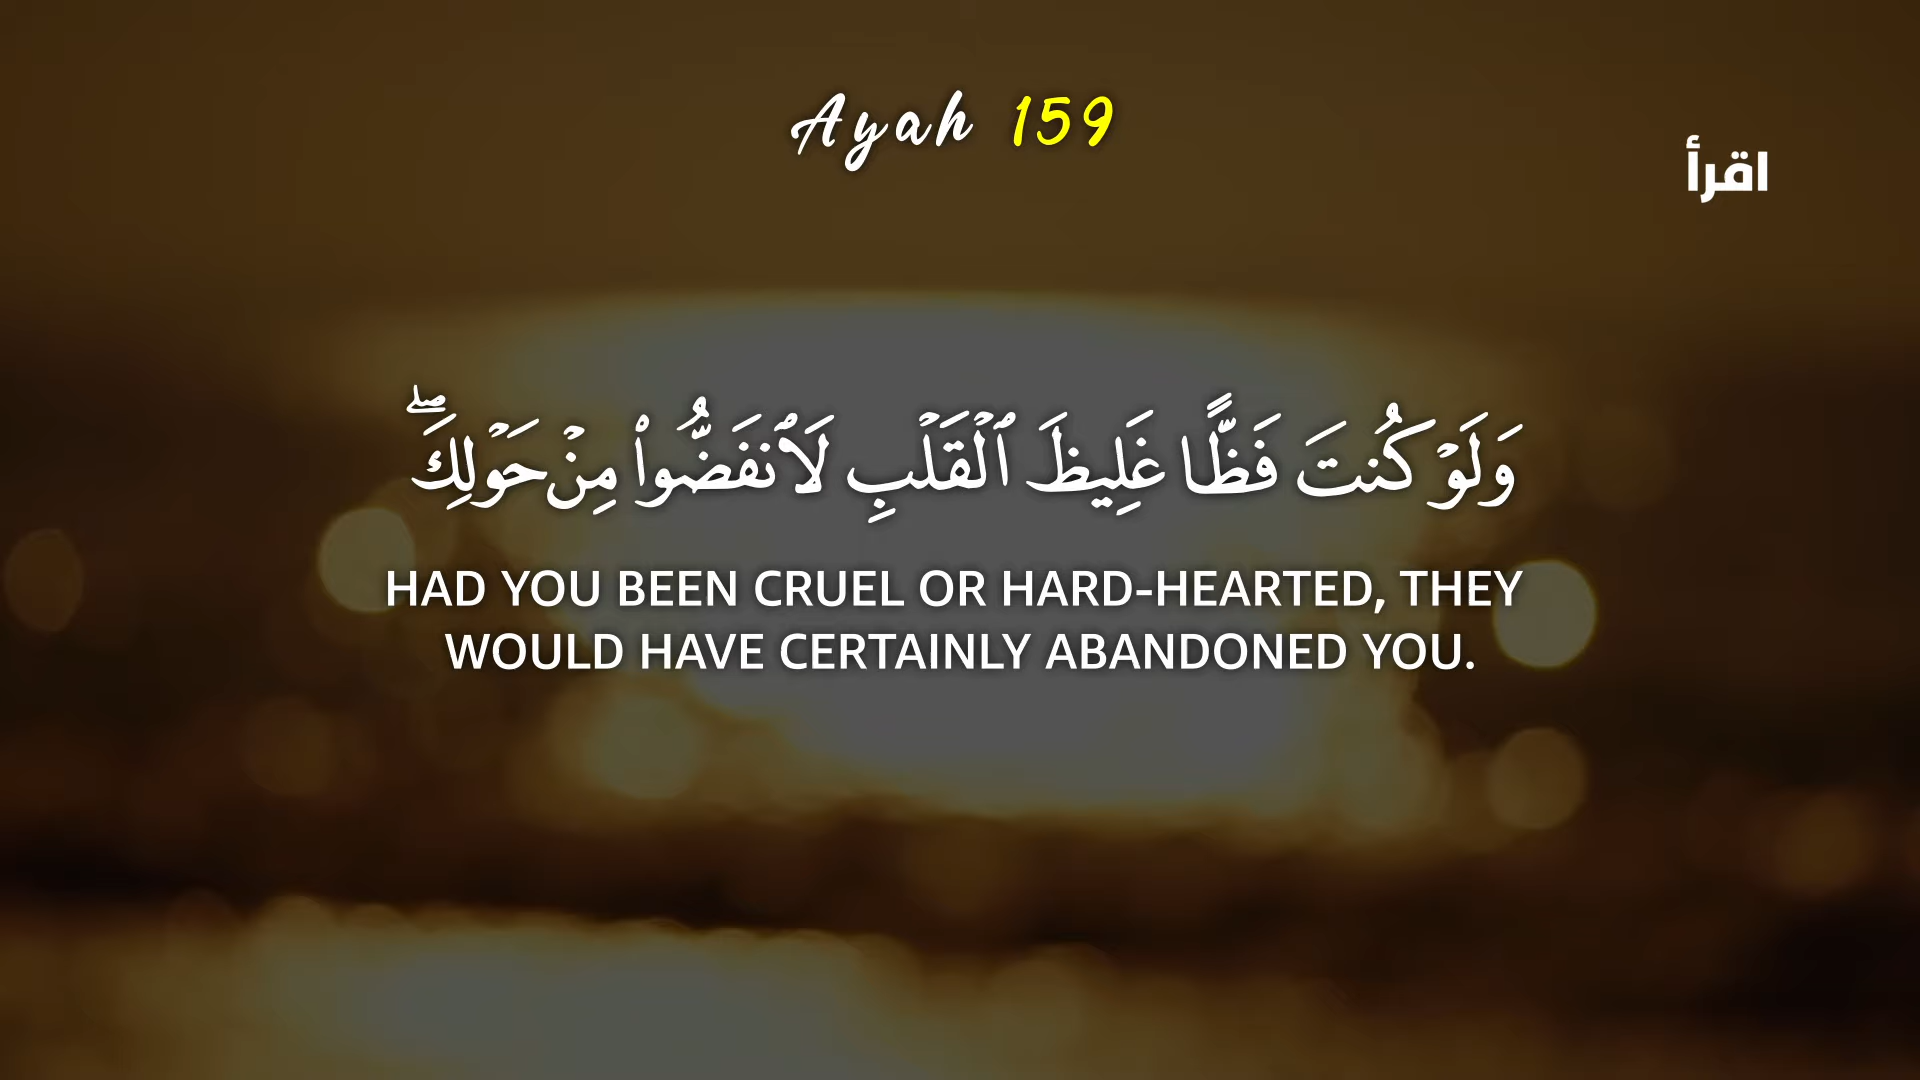 Ayah 159
اقرأ
وَلَوۡ كُنتَ فَظًّا غَلِيظَ ٱلۡقَلۡبِ لَٱنفَضُّواْ مِنۡ حَوۡلِكَۖ
HAD YOU BEEN CRUEL OR HARD-HEARTED, THEY
WOULD HAVE CERTAINLY ABANDONED YOU.